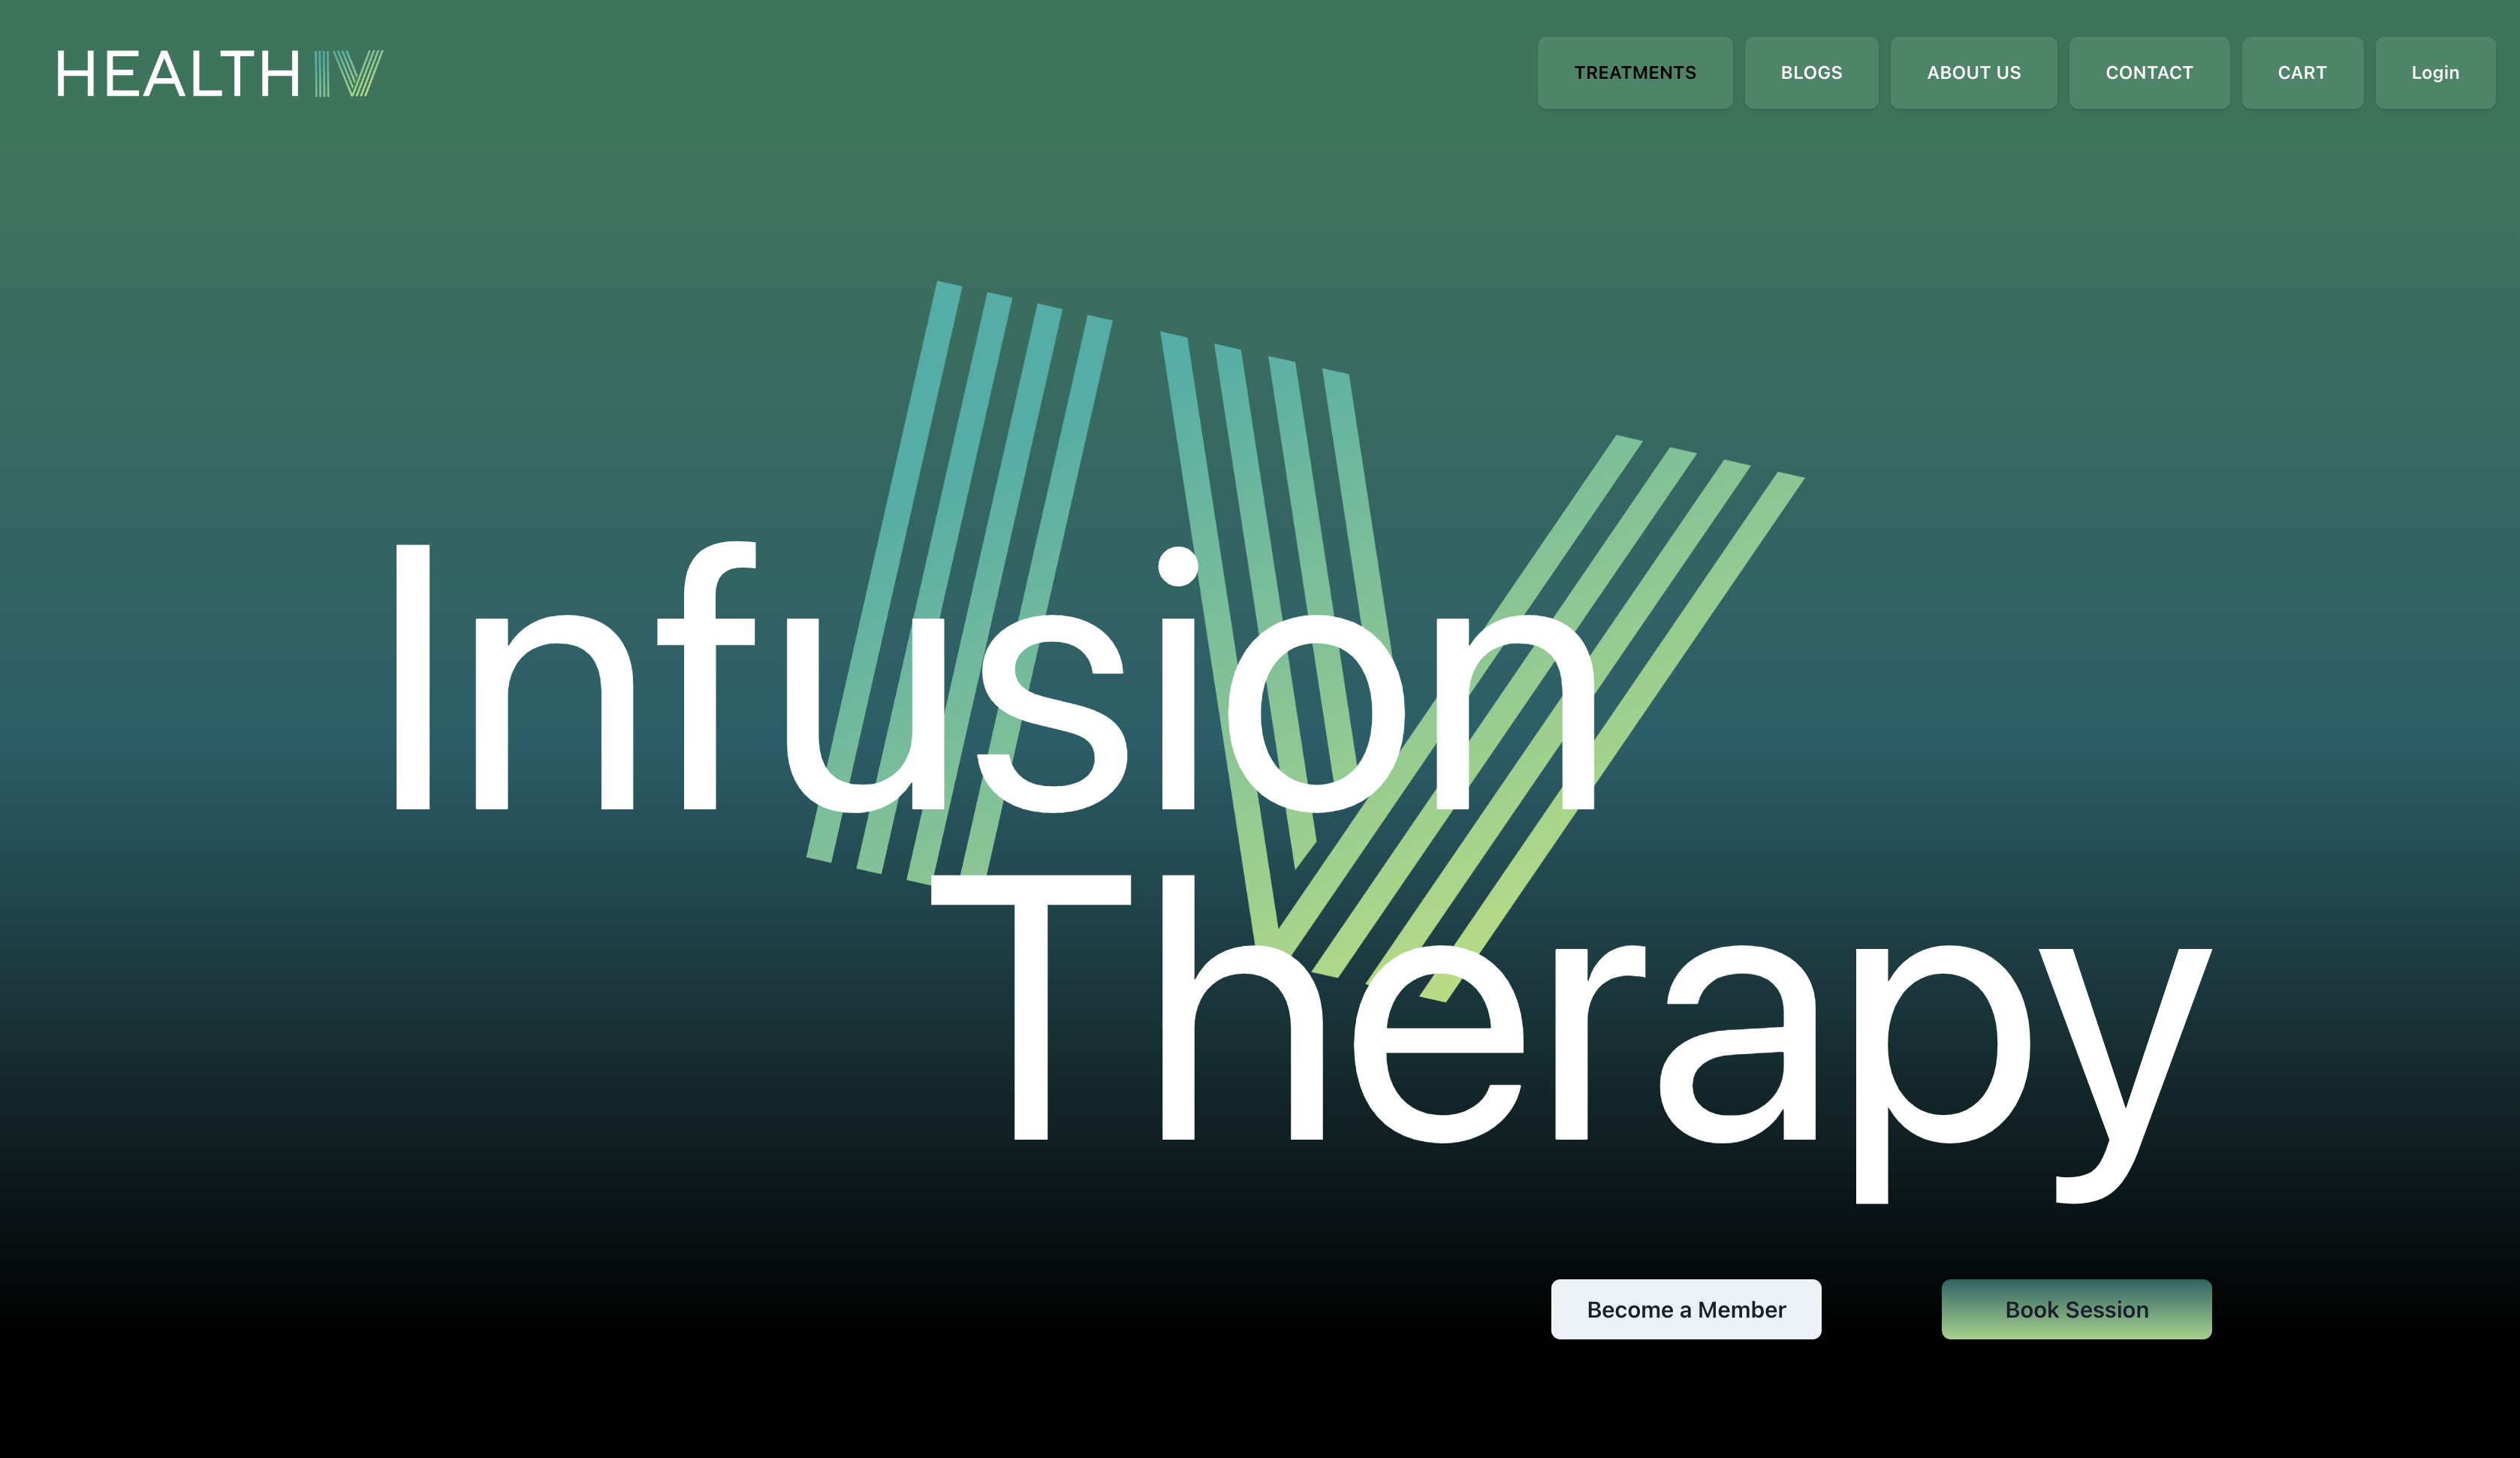 HEALTH IV
TREATMENTS
BLOGS
ABOUT US
CONTACT
CART
Login
Infusion
Therapy
Become a Member
Book Session